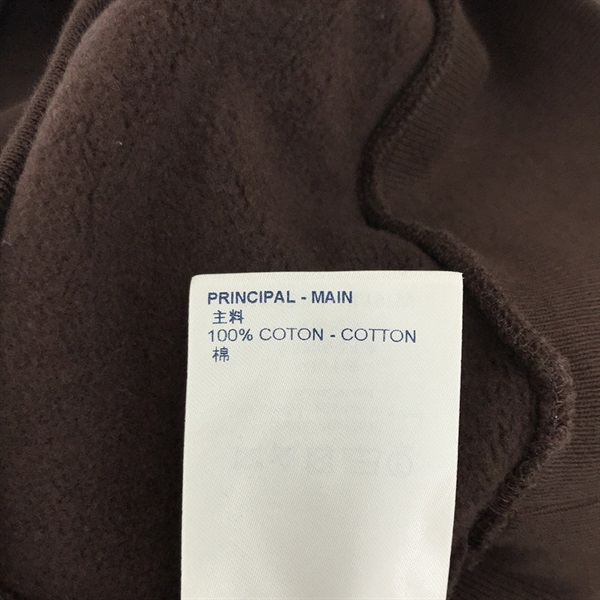 PRINCIPAL - MAIN
主料
100% COTON - COTTON
棉